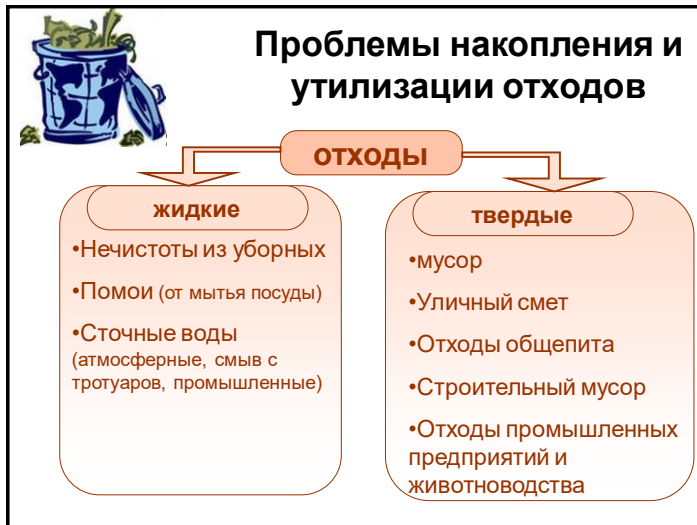 Проблемы накопления и
утилизации отходов
отходы
жидкие
•Нечистоты из уборных
•Помои (от мытья посуды)
•Сточные воды
(атмосферные, смыв с
тротуаров, промышленные)
твердые
•мусор
•Уличный смет
•Отходы общепита
•Строительный мусор
•Отходы промышленных
предприятий и
животноводства